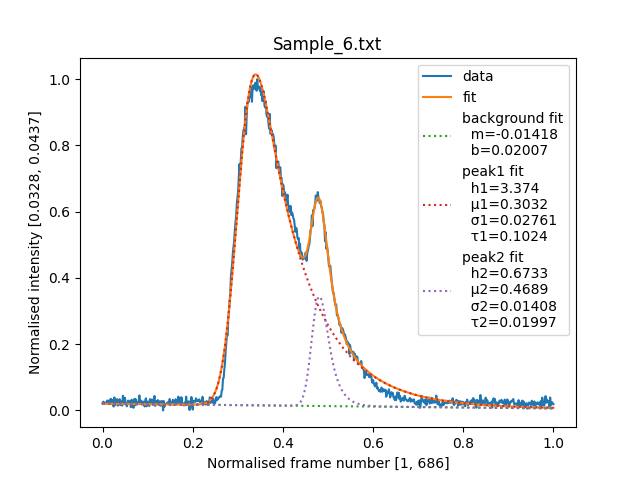 Sample_6.txt
Normalised intensity [0.0328, 0.0437]
1.0
0.8
0.6
0.4
0.2
0.0
data
fit
background fit
m=-0.01418
b=0.02007
peak1 fit
h1=3.374
μ1=0.3032
σ1=0.02761
τ1=0.1024
peak2 fit
h2=0.6733
μ2=0.4689
σ2=0.01408
τ2=0.01997
0.0 0.2 0.4 0.6 0.8 1.0
Normalised frame number [1, 686]